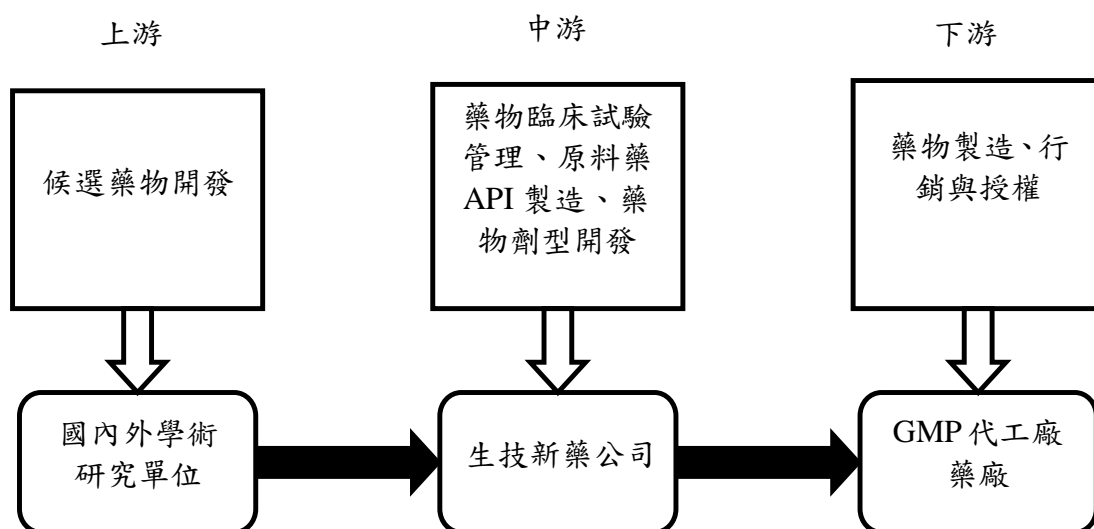 上游
中游
下游
候選藥物開發
藥物臨床試驗
管理、原料藥
API 製造、藥
物劑型開發
藥物製造、行
銷與授權
國內外學術
研究單位
生技新藥公司
GMP 代工廠
藥廠